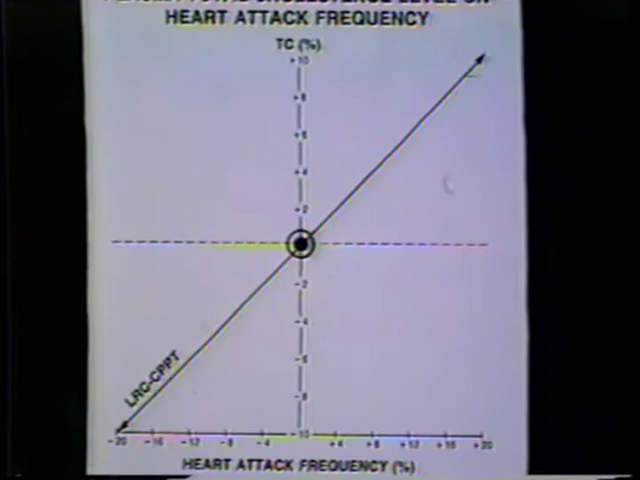 HEART ATTACK FREQUENCY
TC (%)
+10
+8
+6
+4
+2
-2
-4
-6
-8
-10
LRC-CPPT
-20 -16 -12 -8 -4 +4 +8 +12 +16 +20
HEART ATTACK FREQUENCY (%)